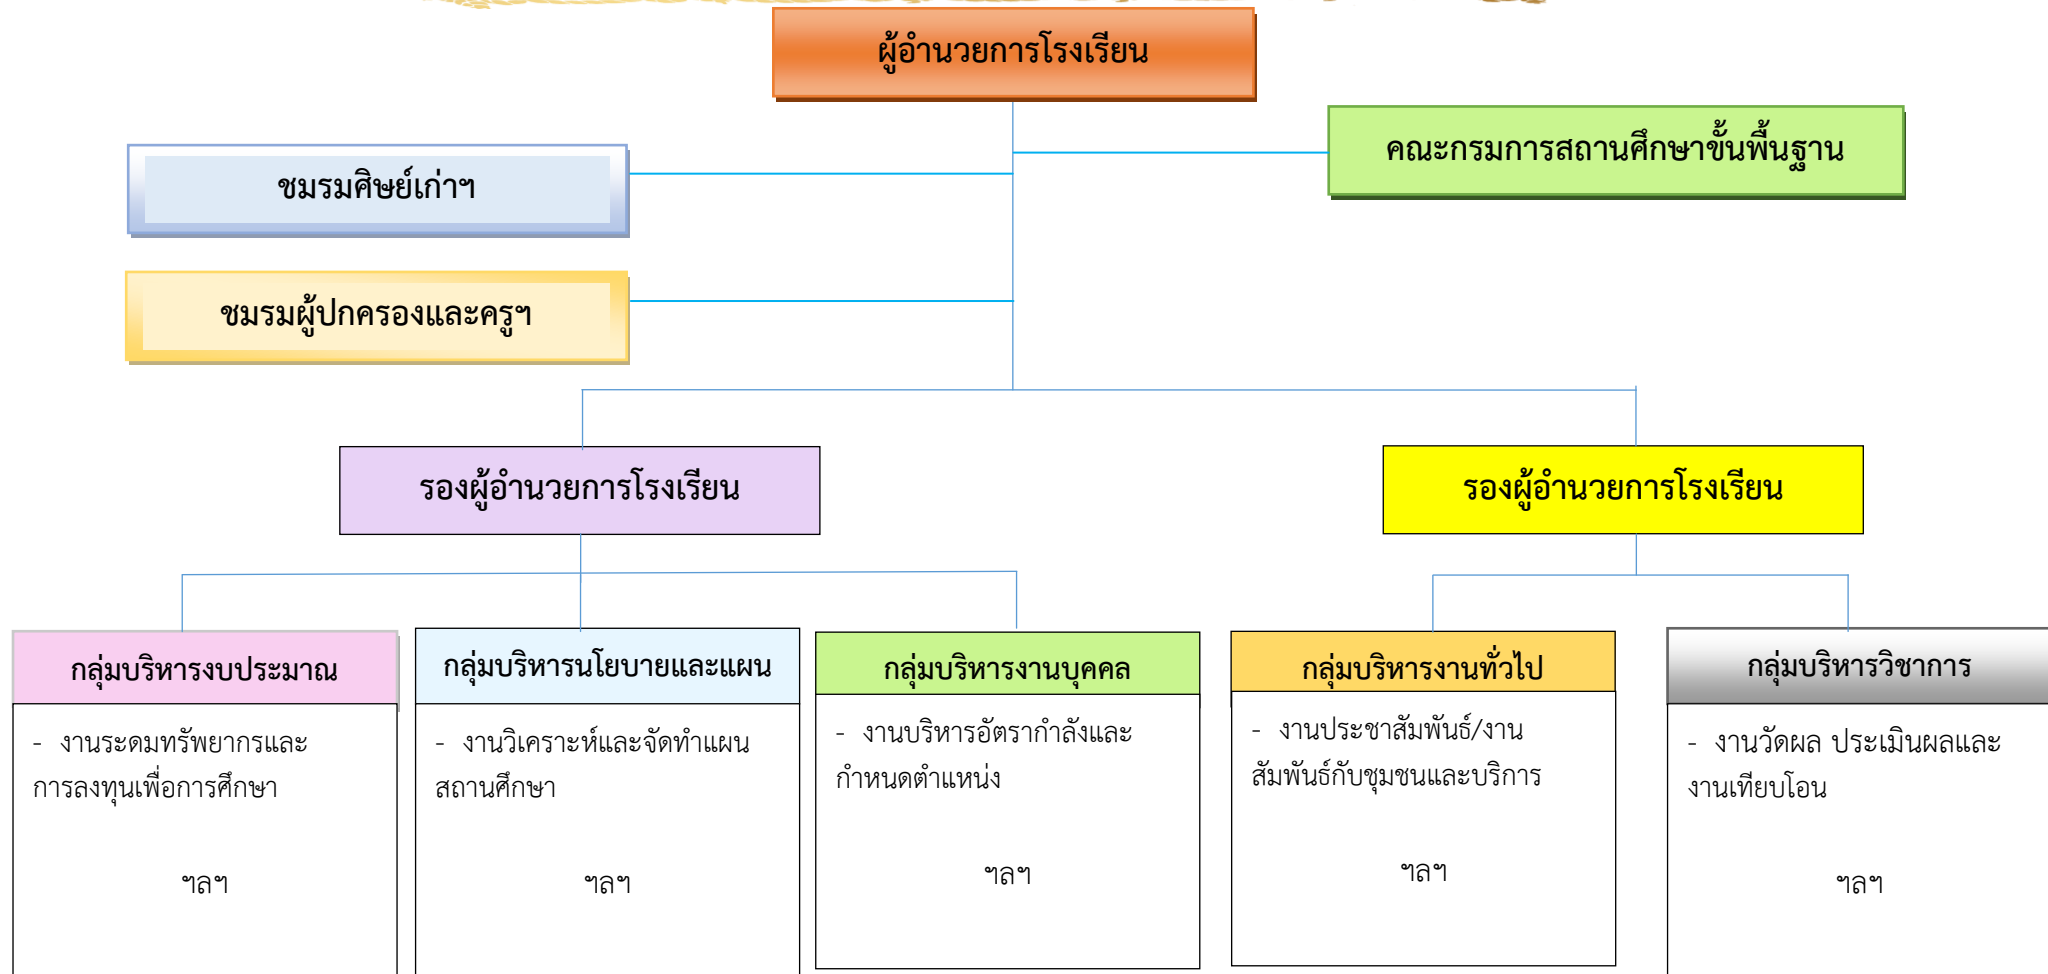 ผู้อำนวยการโรงเรียน
คณะกรมการสถานศึกษาขั้นพื้นฐาน
ชมรมศิษย์เก่าฯ
ชมรมผู้ปกครองและครูฯ
รองผู้อำนวยการโรงเรียน
รองผู้อำนวยการโรงเรียน
กลุ่มบริหารงบประมาณ
- งานระดมทรัพยากรและ
การลงทุนเพื่อการศึกษา
ฯลฯ
กลุ่มบริหารนโยบายและแผน
- งานวิเคราะห์และจัดทำแผน
สถานศึกษา
ฯลฯ
กลุ่มบริหารงานบุคคล
- งานบริหารอัตรากำลังและ
กำหนดตำแหน่ง
ฯลฯ
กลุ่มบริหารงานทั่วไป
- งานประชาสัมพันธ์/งาน
สัมพันธ์กับชุมชนและบริการ
ฯลฯ
กลุ่มบริหารวิชาการ
- งานวัดผล ประเมินผลและ
งานเทียบโอน
ฯลฯ